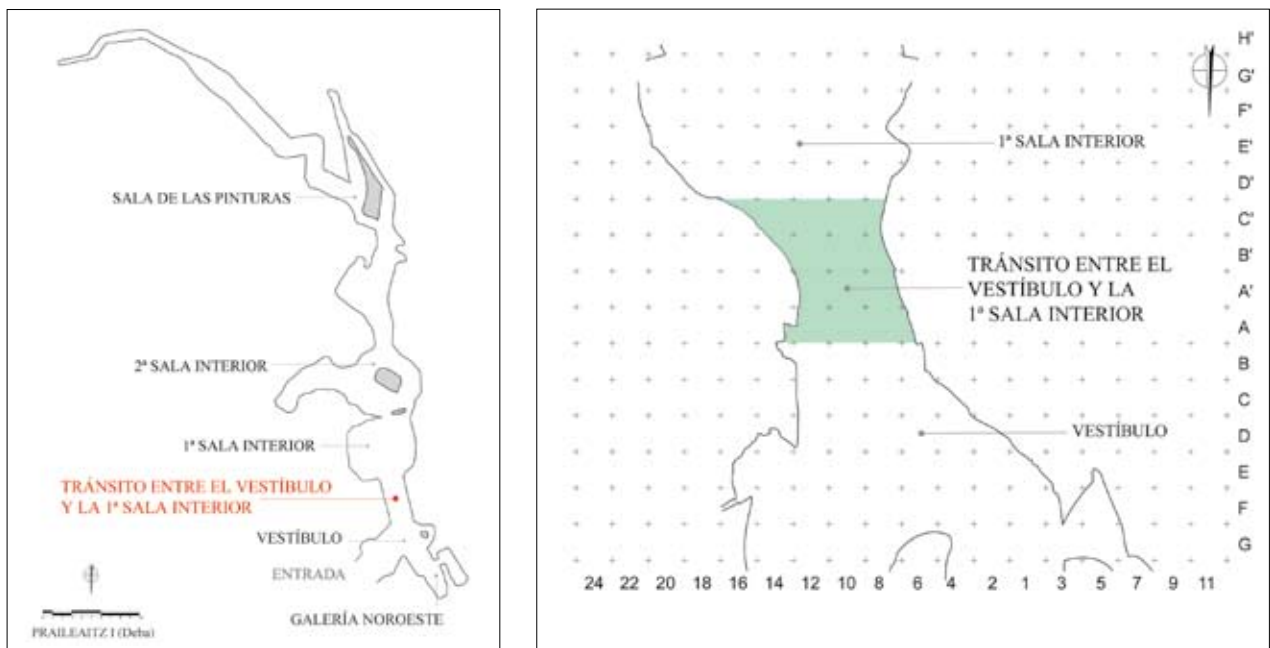 SALA DE LAS PINTURAS
2ª SALA INTERIOR
1ª SALA INTERIOR
TRÁNSITO ENTRE EL VESTÍBULO
Y LA 1ª SALA INTERIOR
VESTÍBULO
ENTRADA
GALERÍA NOROESTE
PRAILEAITZ I (Deba)
H'
G'
F'
E'
D'
C'
B'
A'
A
B
C
D
E
F
G
1ª SALA INTERIOR
TRÁNSITO ENTRE EL
VESTÍBULO Y LA
1ª SALA INTERIOR
VESTÍBULO
24 22 20 18 16 14 12 10 8 6 4 2 1 3 5 7 9 11